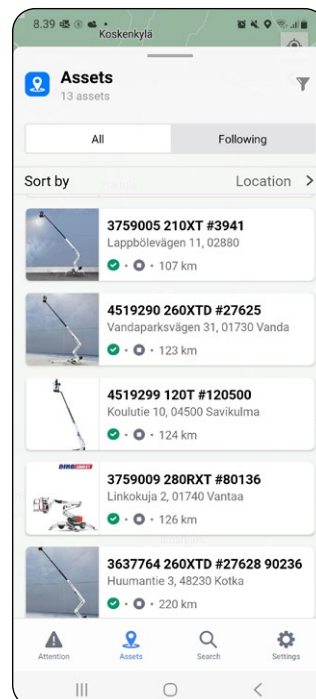 8.39
Koskenkylä
Assets
13 assets
All
Following
Sort by
Location
3759005 210XT #3941
Lappbölevägen 11, 02880
107 km
4519290 260XTD #27625
Vandaparksvägen 31, 01730 Vanda
123 km
4519299 120T #120500
Koulutie 10, 04500 Savikulma
124 km
DINO
3759009 280RXT #80136
Linkokuja 2, 01740 Vantaa
126 km
3637764 260XTD #27628 90236
Huumantie 3, 48230 Kotka
220 km
Attention
Assets
Search
Settings